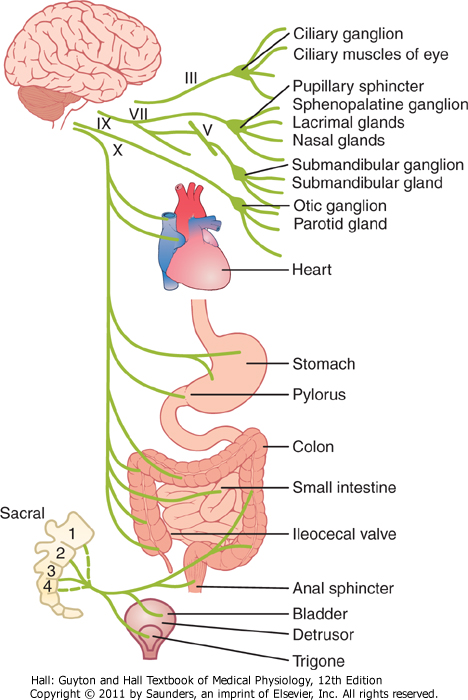 Ciliary ganglion
Ciliary muscles of eye
III
Pupillary sphincter
Sphenopalatine ganglion
VII
IX
Lacrimal glands
V
Nasal glands
X
Submandibular ganglion
Submandibular gland
Otic ganglion
Parotid gland
Heart
Stomach
Pylorus
Colon
Small intestine
Sacral
1
Ileocecal valve
2
3
4
Anal sphincter
Bladder
Detrusor
Trigone
Hall: Guyton and Hall Textbook of Medical Physiology, 12th Edition
Copyright © 2011 by Saunders, an imprint of Elsevier, Inc. All rights reserved.